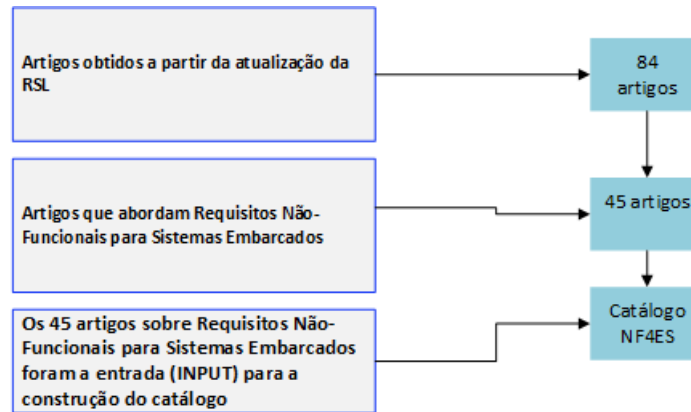 Artigos obtidos a partir da atualização da
RSL
84
artigos
Artigos que abordam Requisitos Não-
Funcionais para Sistemas Embarcados
45 artigos
Os 45 artigos sobre Requisitos Não-
Funcionais para Sistemas Embarcados
foram a entrada (INPUT) para a
construção do catálogo
Catálogo
NF4ES